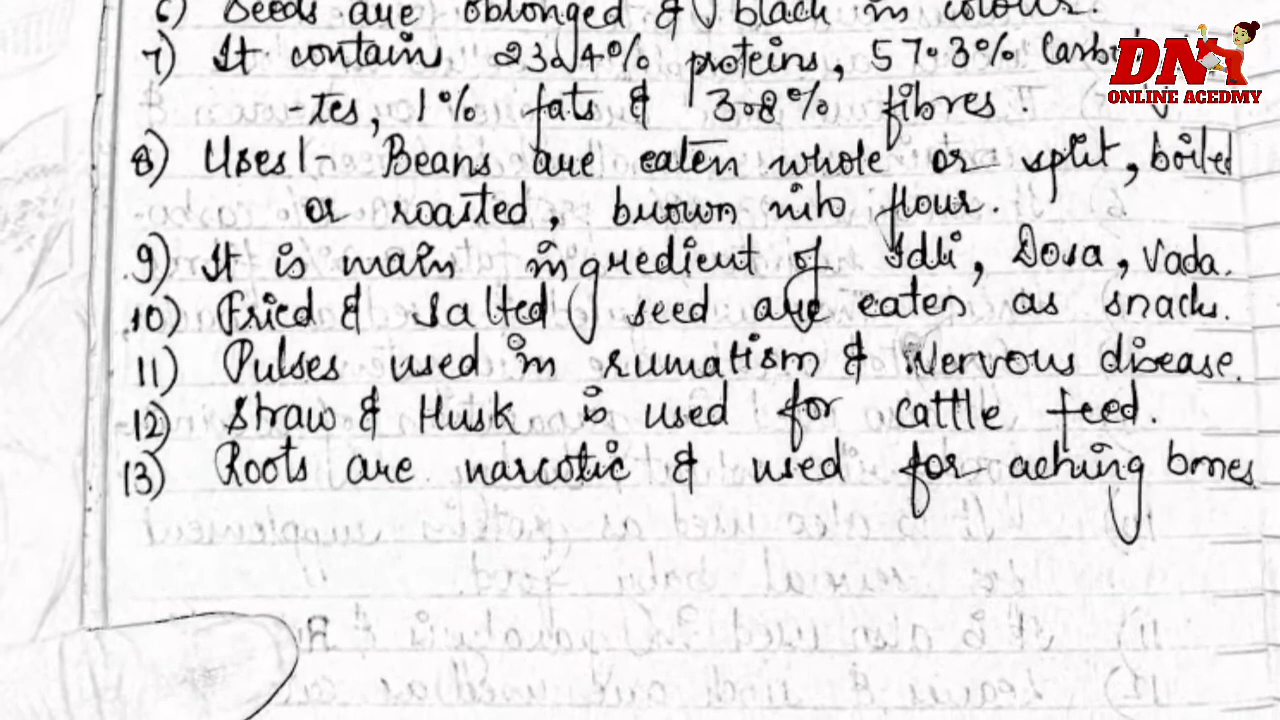 6) Seeds are oblonged & black in colour.
7) It contain 23.4% proteins, 57.3% Carbo
-tes, 1% fats & 3.8% fibres.
8) Uses!- Beans are eaten whole or split, boiled
or roasted, brown into flour.
9) It is main ingredient of Idli, Dosa, Vada.
10) Fried & salted seed are eaten as snacks.
11) Pulses used in rumatism & Nervous disease.
12) Straw & Husk is used for cattle feed.
13) Roots are narcotic & used for aching bones
DNA
ONLINE ACEDMY